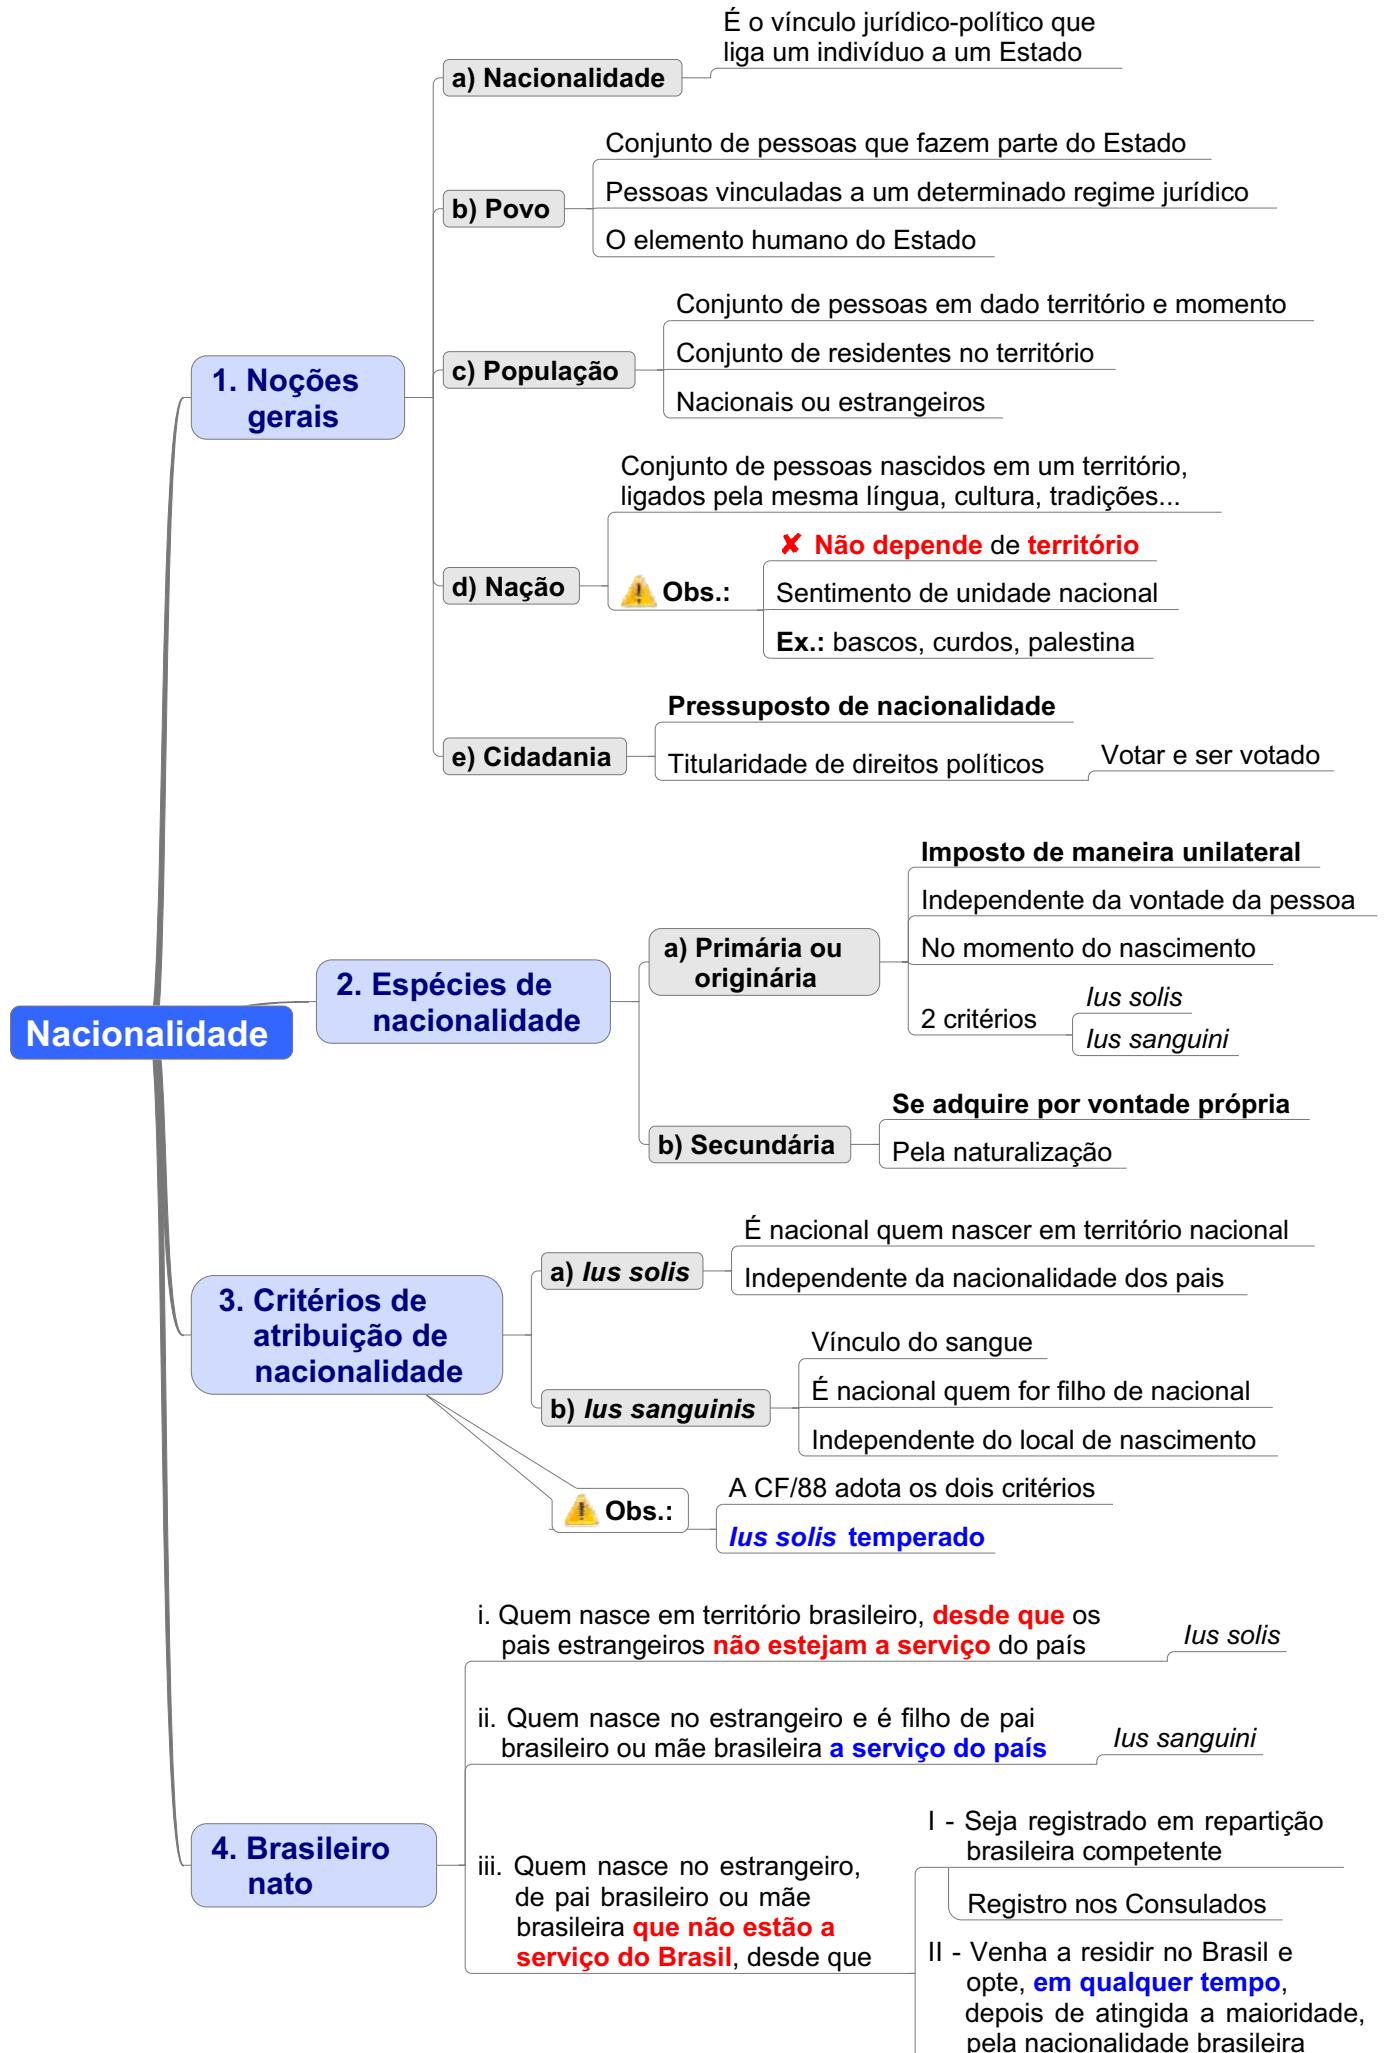 É o vínculo jurídico-político que
liga um indivíduo a um Estado
a) Nacionalidade
Conjunto de pessoas que fazem parte do Estado
Pessoas vinculadas a um determinado regime jurídico
b) Povo
O elemento humano do Estado
Conjunto de pessoas em dado território e momento
Conjunto de residentes no território
c) População
Nacionais ou estrangeiros
1. Noções
gerais
Conjunto de pessoas nascidos em um território,
ligados pela mesma língua, cultura, tradições...
✘ Não depende de território
d) Nação
Obs.:
Sentimento de unidade nacional
Ex.: bascos, curdos, palestina
Pressuposto de nacionalidade
e) Cidadania
Titularidade de direitos políticos
Votar e ser votado
Imposto de maneira unilateral
Independente da vontade da pessoa
a) Primária ou
originária
No momento do nascimento
2 critérios
Ius solis
Ius sanguini
2. Espécies de
nacionalidade
Nacionalidade
Se adquire por vontade própria
b) Secundária
Pela naturalização
É nacional quem nascer em território nacional
a) Ius solis
Independente da nacionalidade dos pais
3. Critérios de
atribuição de
nacionalidade
Vínculo do sangue
É nacional quem for filho de nacional
b) Ius sanguinis
Independente do local de nascimento
A CF/88 adota os dois critérios
Obs.:
Ius solis temperado
i. Quem nasce em território brasileiro, desde que os
pais estrangeiros não estejam a serviço do país
Ius solis
ii. Quem nasce no estrangeiro e é filho de pai
brasileiro ou mãe brasileira a serviço do país
Ius sanguini
4. Brasileiro
nato
iii. Quem nasce no estrangeiro,
de pai brasileiro ou mãe
brasileira que não estão a
serviço do Brasil, desde que
I - Seja registrado em repartição
brasileira competente
Registro nos Consulados
II - Venha a residir no Brasil e
opte, em qualquer tempo,
depois de atingida a maioridade,
pela nacionalidade brasileira